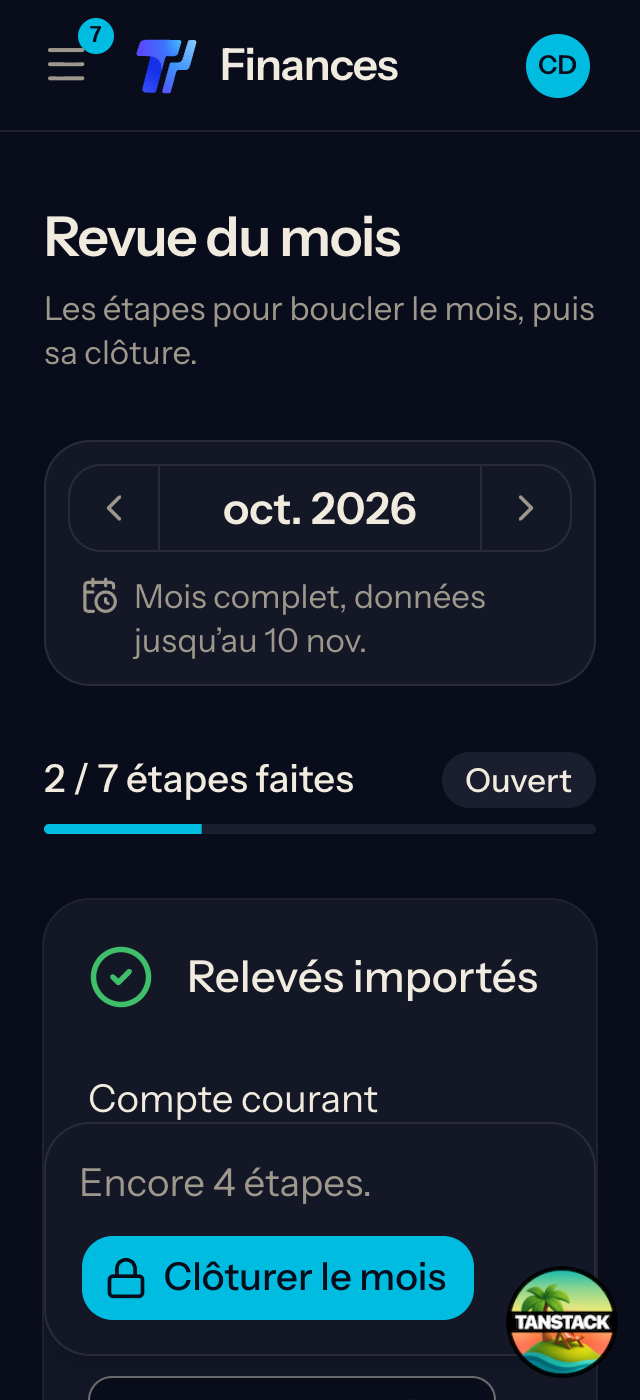 7
Finances
CD
Revue du mois
Les étapes pour boucler le mois, puis
sa clôture.
oct. 2026
Mois complet, données
jusqu’au 10 nov.
2 / 7 étapes faites
Ouvert
Relevés importés
Compte courant
Encore 4 étapes.
Clôturer le mois
TANSTACK